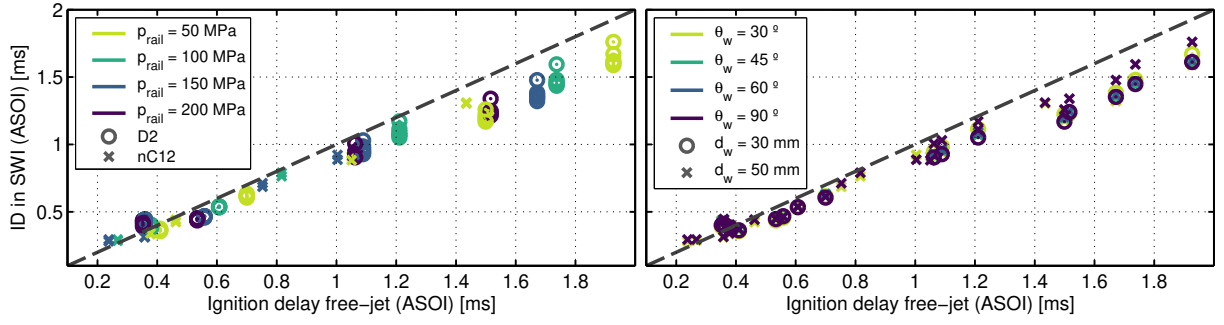 ID in SWI (ASOI) [ms]
2
1.5
1
0.5
p_rail = 50 MPa
p_rail = 100 MPa
p_rail = 150 MPa
p_rail = 200 MPa
D2
nC12
0.2 0.4 0.6 0.8 1 1.2 1.4 1.6 1.8
Ignition delay free-jet (ASOI) [ms]
θ_w = 30 º
θ_w = 45 º
θ_w = 60 º
θ_w = 90 º
d_w = 30 mm
d_w = 50 mm
0.2 0.4 0.6 0.8 1 1.2 1.4 1.6 1.8
Ignition delay free-jet (ASOI) [ms]